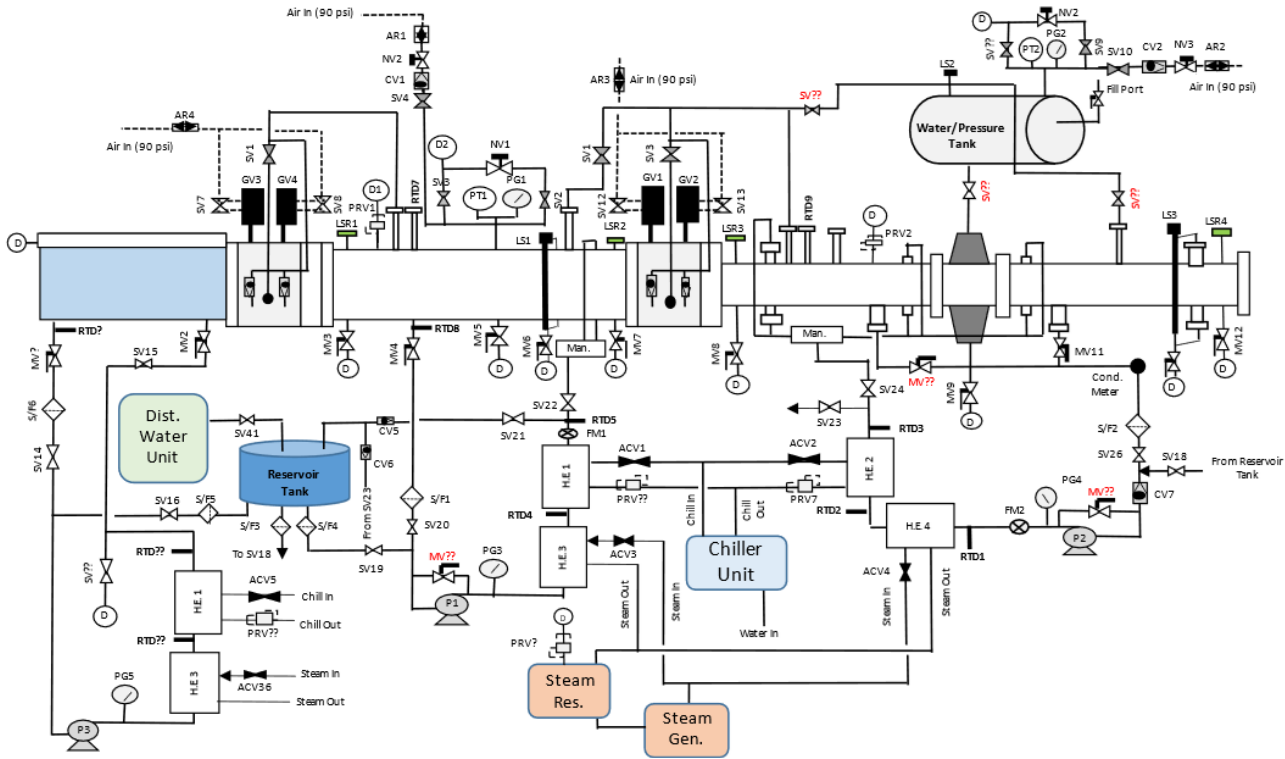 Air In (90 psi)
D
NV2
AR1
NV2
CV1
SV4
AR3
Air In (90 psi)
SV??
PT2
PG2
SV9
SV10
CV2
NV3
AR2
Air In (90 psi)
LS2
Fill Port
SV??
Water/Pressure
Tank
AR4
Air In (90 psi)
SV1
D2
NV1
SV3
PT1
PG1
SV2
SV1
SV3
GV3
GV4
SV7
SV8
D1
PRV1
RTD7
GV1
GV2
SV12
SV13
RTD9
SV??
SV??
D
LSR1
LS1
LSR2
LSR3
D
PRV2
LS3
LSR4
D
RTD?
MV?
MV2
SV15
MV3
D
RTD8
MV4
MV5
D
MV6
D
Man.
MV7
D
MV8
D
Man.
MV??
MV9
D
MV11
Cond.
Meter
D
MV12
D
S/F6
SV14
Dist.
Water
Unit
SV41
CV5
SV21
SV22
RTD5
FM1
SV24
SV23
RTD3
S/F2
SV26
SV18
From Reservoir
Tank
Reservoir
Tank
CV6
From SV23
H.E 1
ACV1
ACV2
H.E.2
PRV??
PRV7
Chill In
Chill Out
SV16
S/F5
S/F3
S/F4
S/F1
SV20
RTD4
RTD2
H.E.4
FM2
PG4
MV??
CV7
To SV18
SV19
MV??
PG3
H.E.3
ACV3
Chiller
Unit
RTD1
P2
SV??
D
RTD??
H.E.1
ACV5
Chill In
Chill Out
PRV??
P1
Steam Out
Steam In
ACV4
Steam In
Steam Out
Water In
RTD??
D
PRV?
PG5
H.E 3
Steam In
ACV36
Steam Out
Steam
Res.
Steam
Gen.
P3